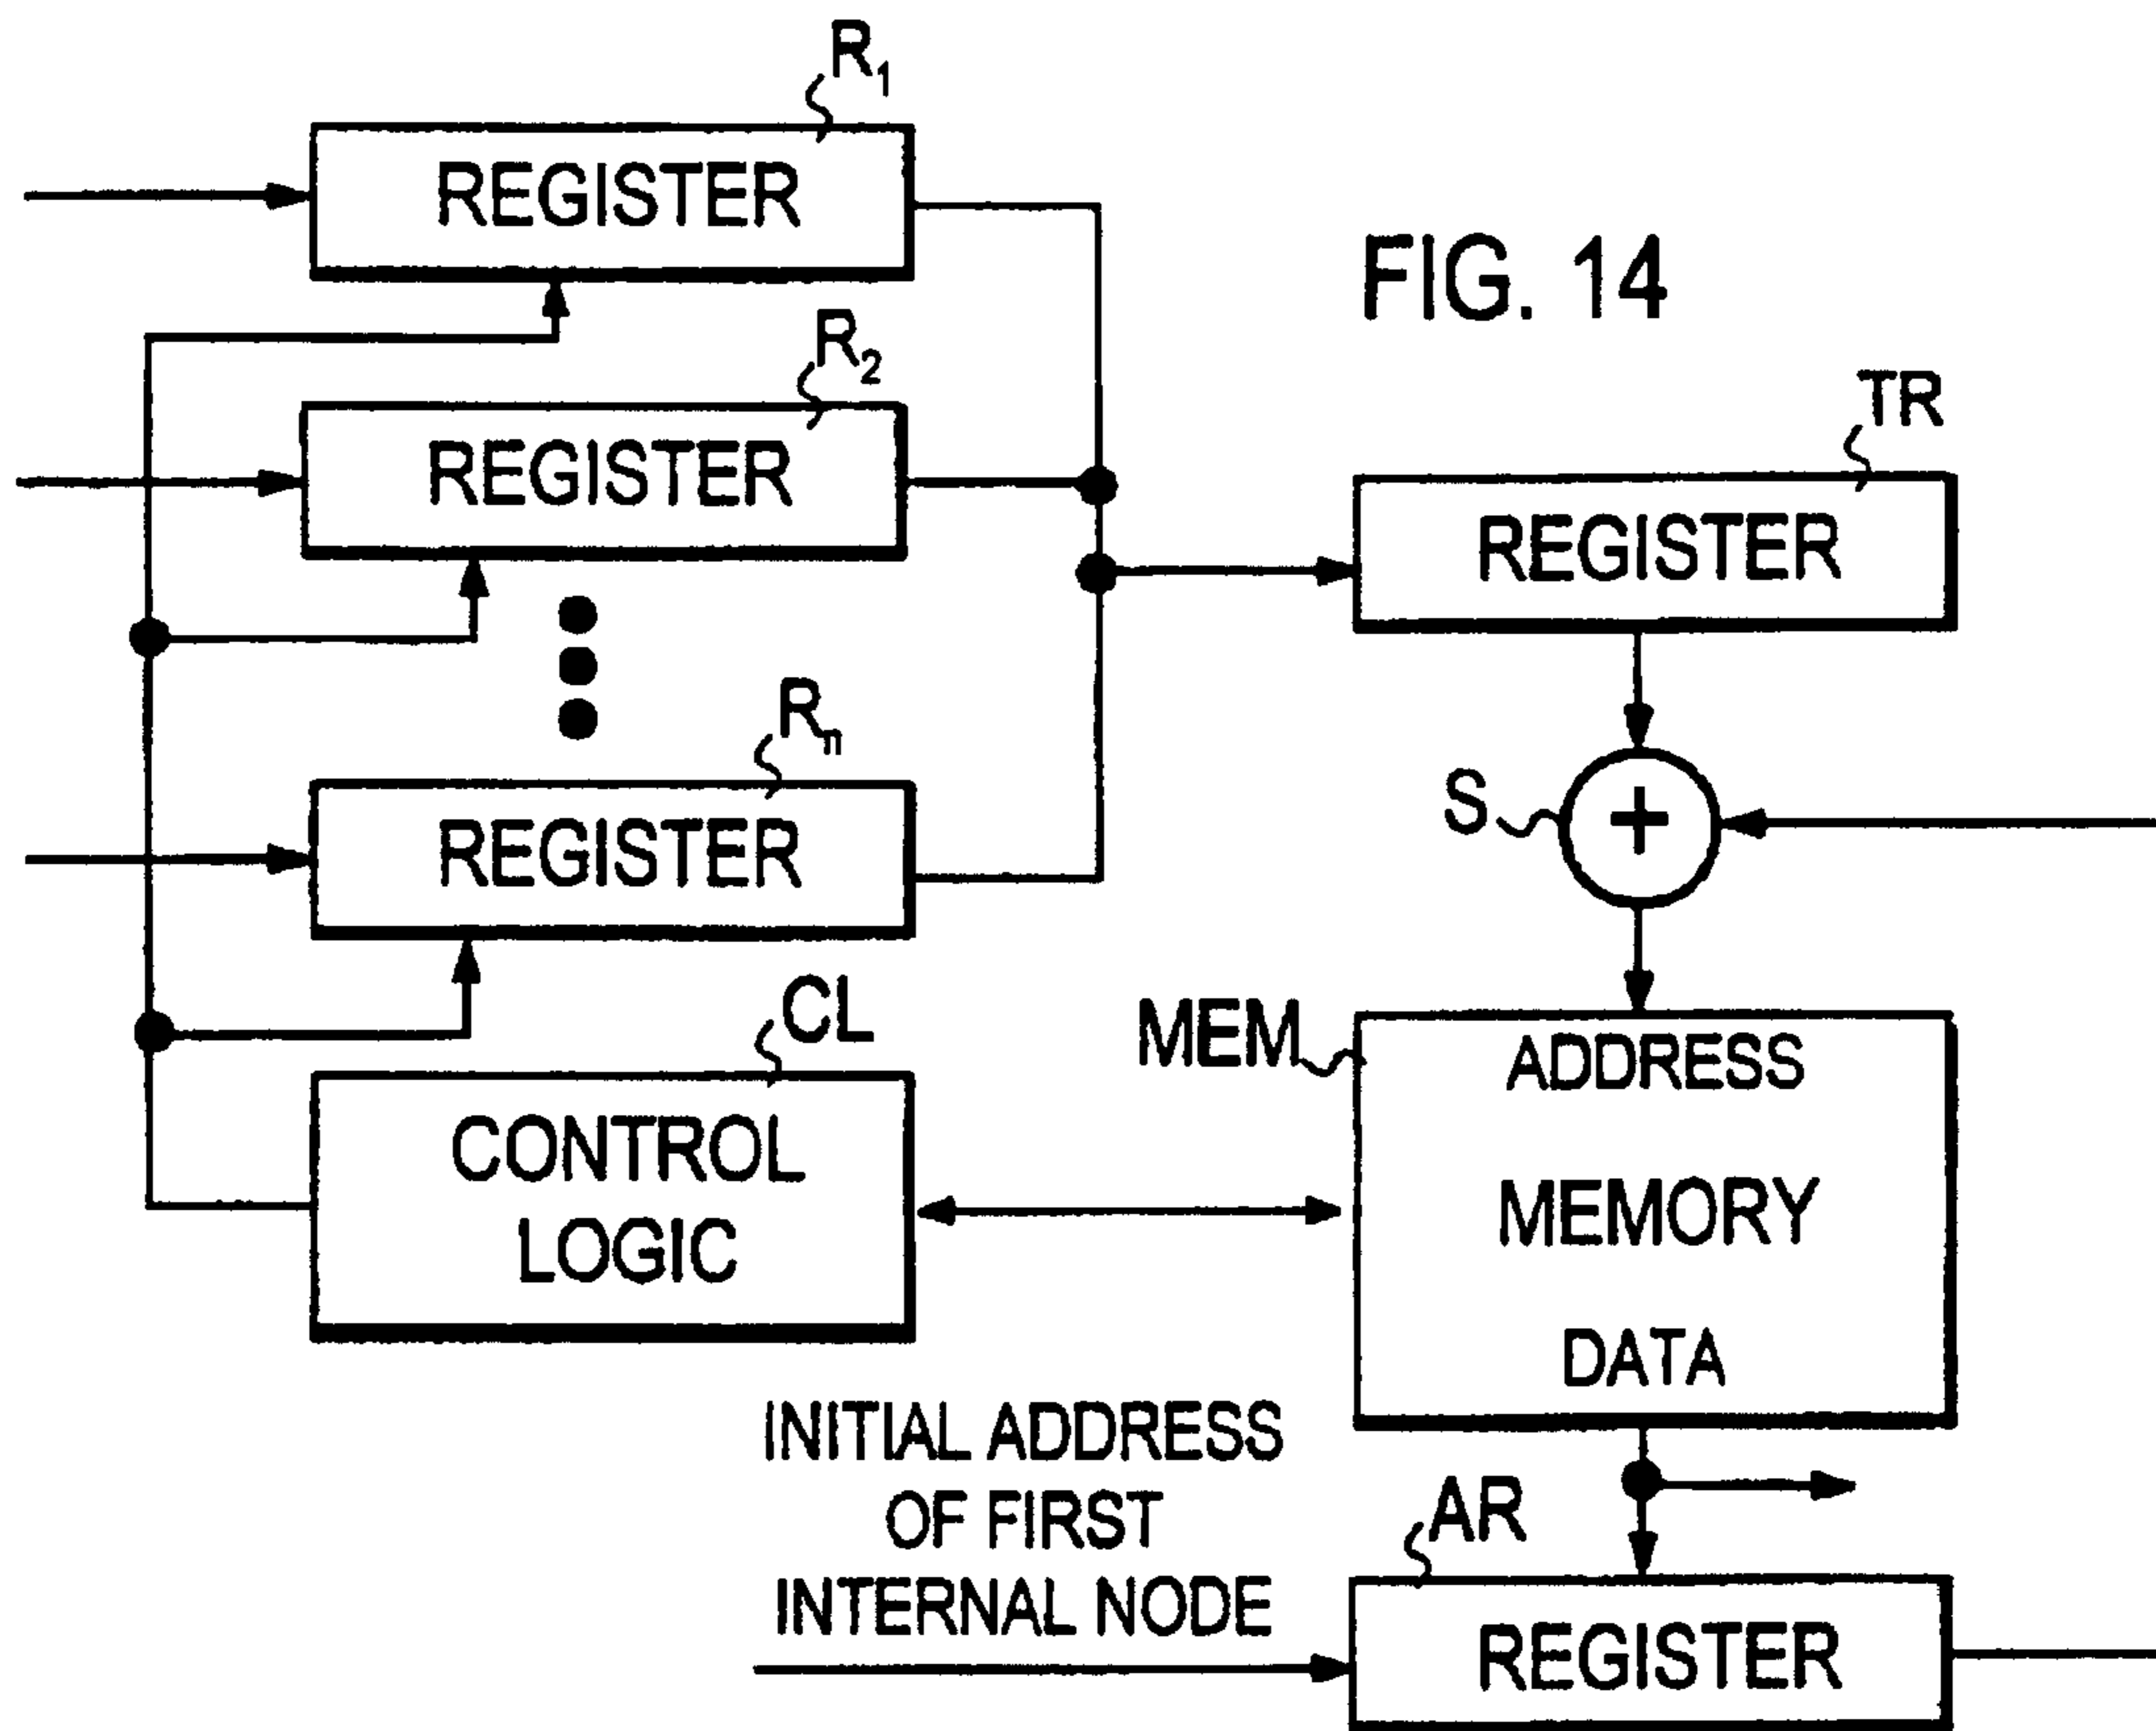 R1
REGISTER
FIG. 14
R2
REGISTER
TR
REGISTER
Rn
REGISTER
S
+
CL
CONTROL
LOGIC
MEM
ADDRESS
MEMORY
DATA
INITIAL ADDRESS
OF FIRST
INTERNAL NODE
AR
REGISTER